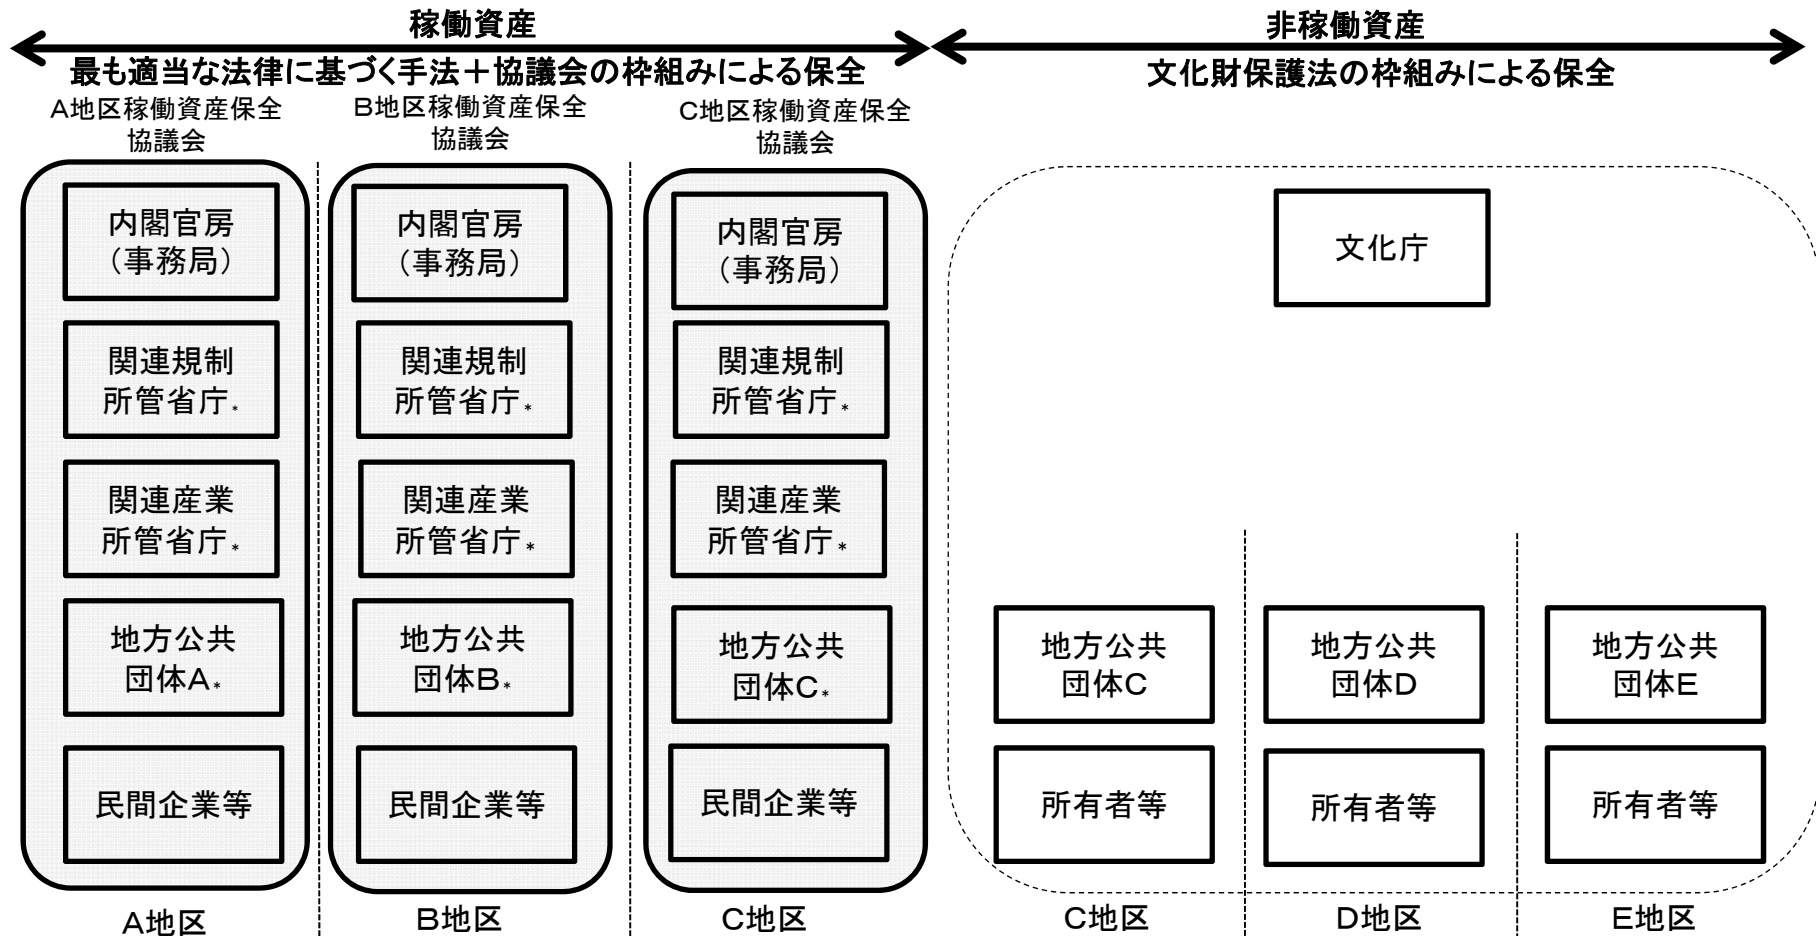 稼働資産
最も適当な法律に基づく手法＋協議会の枠組みによる保全
非稼働資産
文化財保護法の枠組みによる保全
A地区稼働資産保全
協議会
内閣官房
（事務局）
関連規制
所管省庁*
関連産業
所管省庁*
地方公共
団体A*
民間企業等
A地区
B地区稼働資産保全
協議会
内閣官房
（事務局）
関連規制
所管省庁*
関連産業
所管省庁*
地方公共
団体B*
民間企業等
B地区
C地区稼働資産保全
協議会
内閣官房
（事務局）
関連規制
所管省庁*
関連産業
所管省庁*
地方公共
団体C*
民間企業等
C地区
文化庁
地方公共
団体C
所有者等
C地区
地方公共
団体D
所有者等
D地区
地方公共
団体E
所有者等
E地区